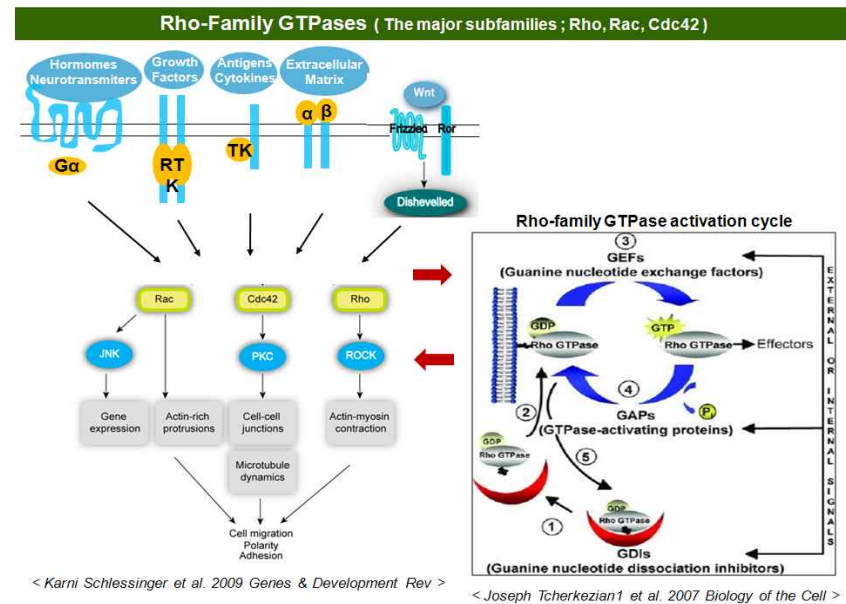 Rho-Family GTPases ( The major subfamilies ; Rho, Rac, Cdc42 )
Hormomes
Neurotransmiters
Growth
Factors
Antigens
Cytokines
Extracellular
Matrix
Wnt
α β
Frizzled Ror
Gα
RT
K
TK
Dishevelled
Rac
Cdc42
Rho
JNK
PKC
ROCK
Gene
expression
Actin-rich
protrusions
Cell-cell
junctions
Actin-myosin
contraction
Microtubule
dynamics
Cell migration
Polarity
Adhesion
< Karni Schlessinger et al. 2009 Genes & Development Rev >
Rho-family GTPase activation cycle
3
GEFs
(Guanine nucleotide exchange factors)
GDP
Rho GTPase
GTP
Rho GTPase
Effectors
4
GAPs
(GTPase-activating proteins)
Pi
2
GDP
Rho GTPase
5
1
GDP
Rho GTPase
GDIs
(Guanine nucleotide dissociation inhibitors)
EXTERNAL OR INTERNAL SIGNALS
< Joseph Tcherkezian1 et al. 2007 Biology of the Cell >